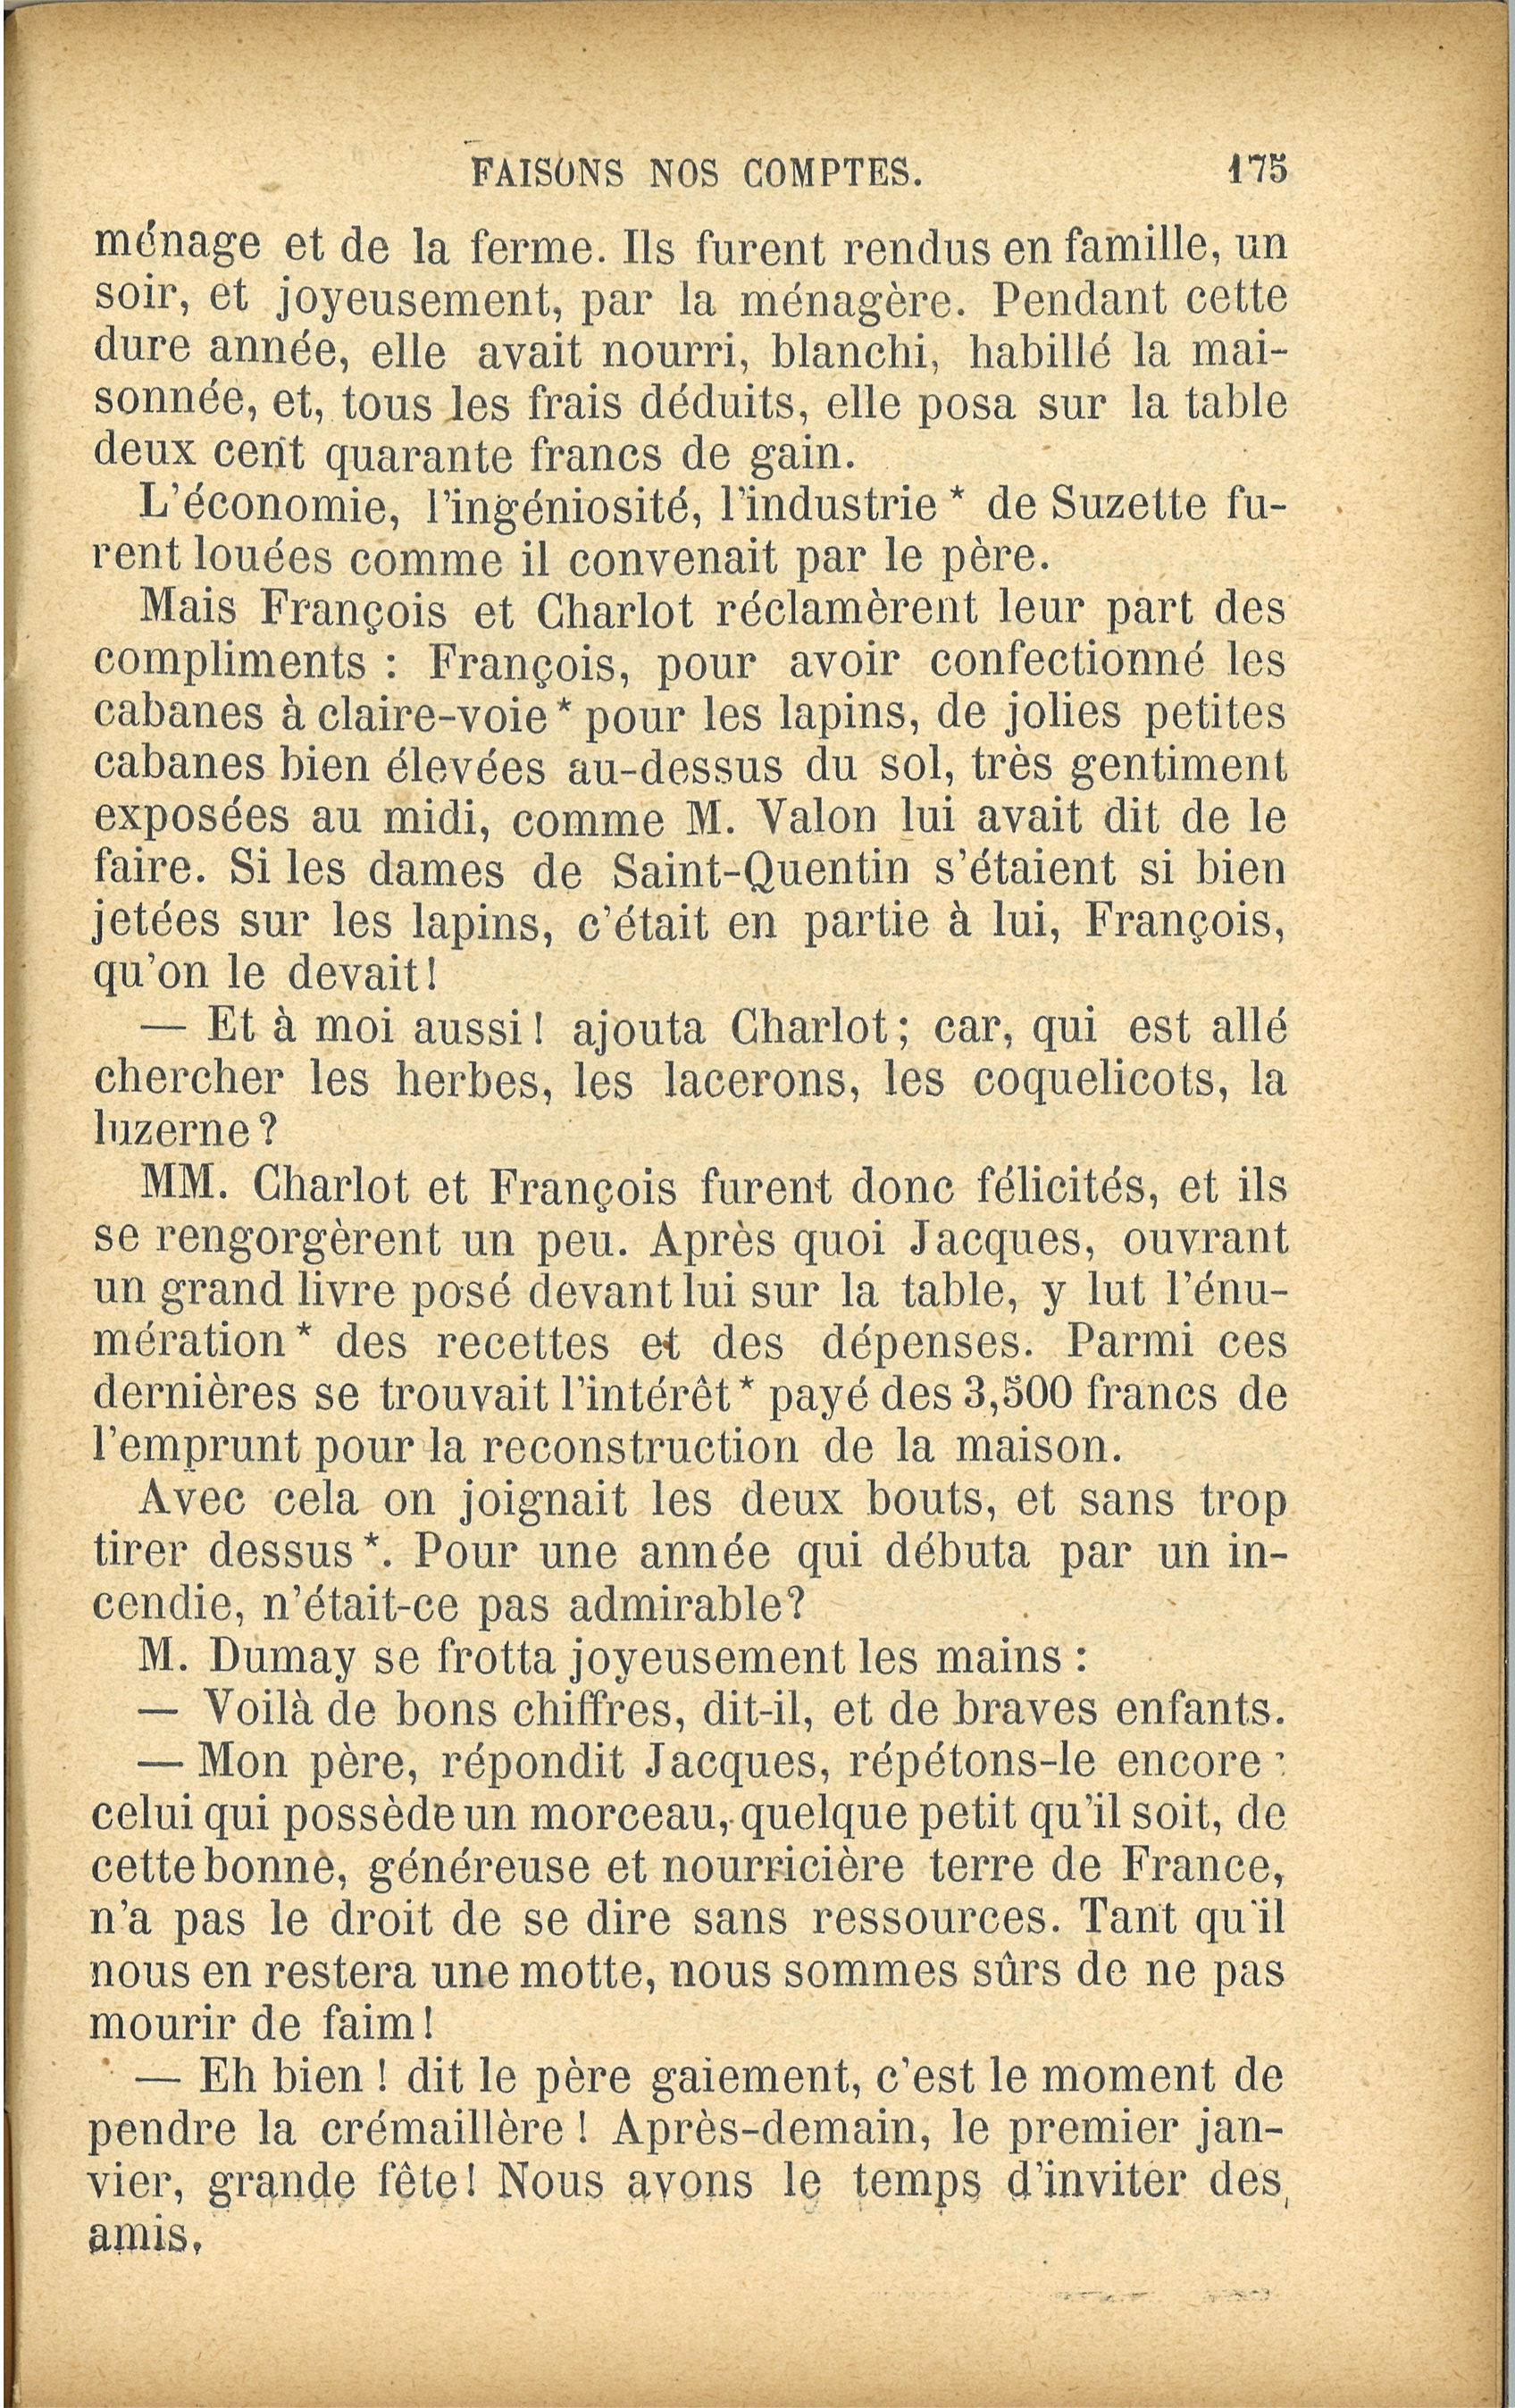 FAISONS NOS COMPTES. 175
ménage et de la ferme. Ils furent rendus en famille, un
soir, et joyeusement, par la ménagère. Pendant cette
dure année, elle avait nourri, blanchi, habillé la mai-
sonnée, et, tous les frais déduits, elle posa sur la table
deux cent quarante francs de gain.
L'économie, l'ingéniosité, l'industrie* de Suzette fu-
rent louées comme il convenait par le père.
Mais François et Charlot réclamèrent leur part des
compliments : François, pour avoir confectionné les
cabanes à claire-voie* pour les lapins, de jolies petites
cabanes bien élevées au-dessus du sol, très gentiment
exposées au midi, comme M. Valon lui avait dit de le
faire. Si les dames de Saint-Quentin s'étaient si bien
jetées sur les lapins, c'était en partie à lui, François,
qu'on le devait!
— Et à moi aussi! ajouta Charlot; car, qui est allé
chercher les herbes, les lacerons, les coquelicots, la
luzerne?
MM. Charlot et François furent donc félicités, et ils
se rengorgèrent un peu. Après quoi Jacques, ouvrant
un grand livre posé devant lui sur la table, y lut l'énu-
mération* des recettes et des dépenses. Parmi ces
dernières se trouvait l'intérêt* payé des 3,500 francs de
l'emprunt pour la reconstruction de la maison.
Avec cela on joignait les deux bouts, et sans trop
tirer dessus*. Pour une année qui débuta par un in-
cendie, n'était-ce pas admirable?
M. Dumay se frotta joyeusement les mains :
— Voilà de bons chiffres, dit-il, et de braves enfants.
— Mon père, répondit Jacques, répétons-le encore :
celui qui possède un morceau, quelque petit qu'il soit, de
cette bonne, généreuse et nourricière terre de France,
n'a pas le droit de se dire sans ressources. Tant qu'il
nous en restera une motte, nous sommes sûrs de ne pas
mourir de faim!
— Eh bien ! dit le père gaiement, c'est le moment de
pendre la crémaillère ! Après-demain, le premier jan-
vier, grande fête! Nous avons le temps d'inviter des
amis.